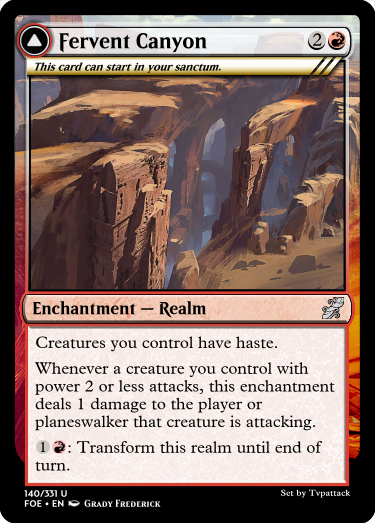 Fervent Canyon 2
This card can start in your sanctum.
Enchantment — Realm
Creatures you control have haste.
Whenever a creature you control with
power 2 or less attacks, this enchantment
deals 1 damage to the player or
planeswalker that creature is attacking.
1 : Transform this realm until end of
turn.
140/331 U
Set by Tvpattack
FOE • EN Grady Frederick